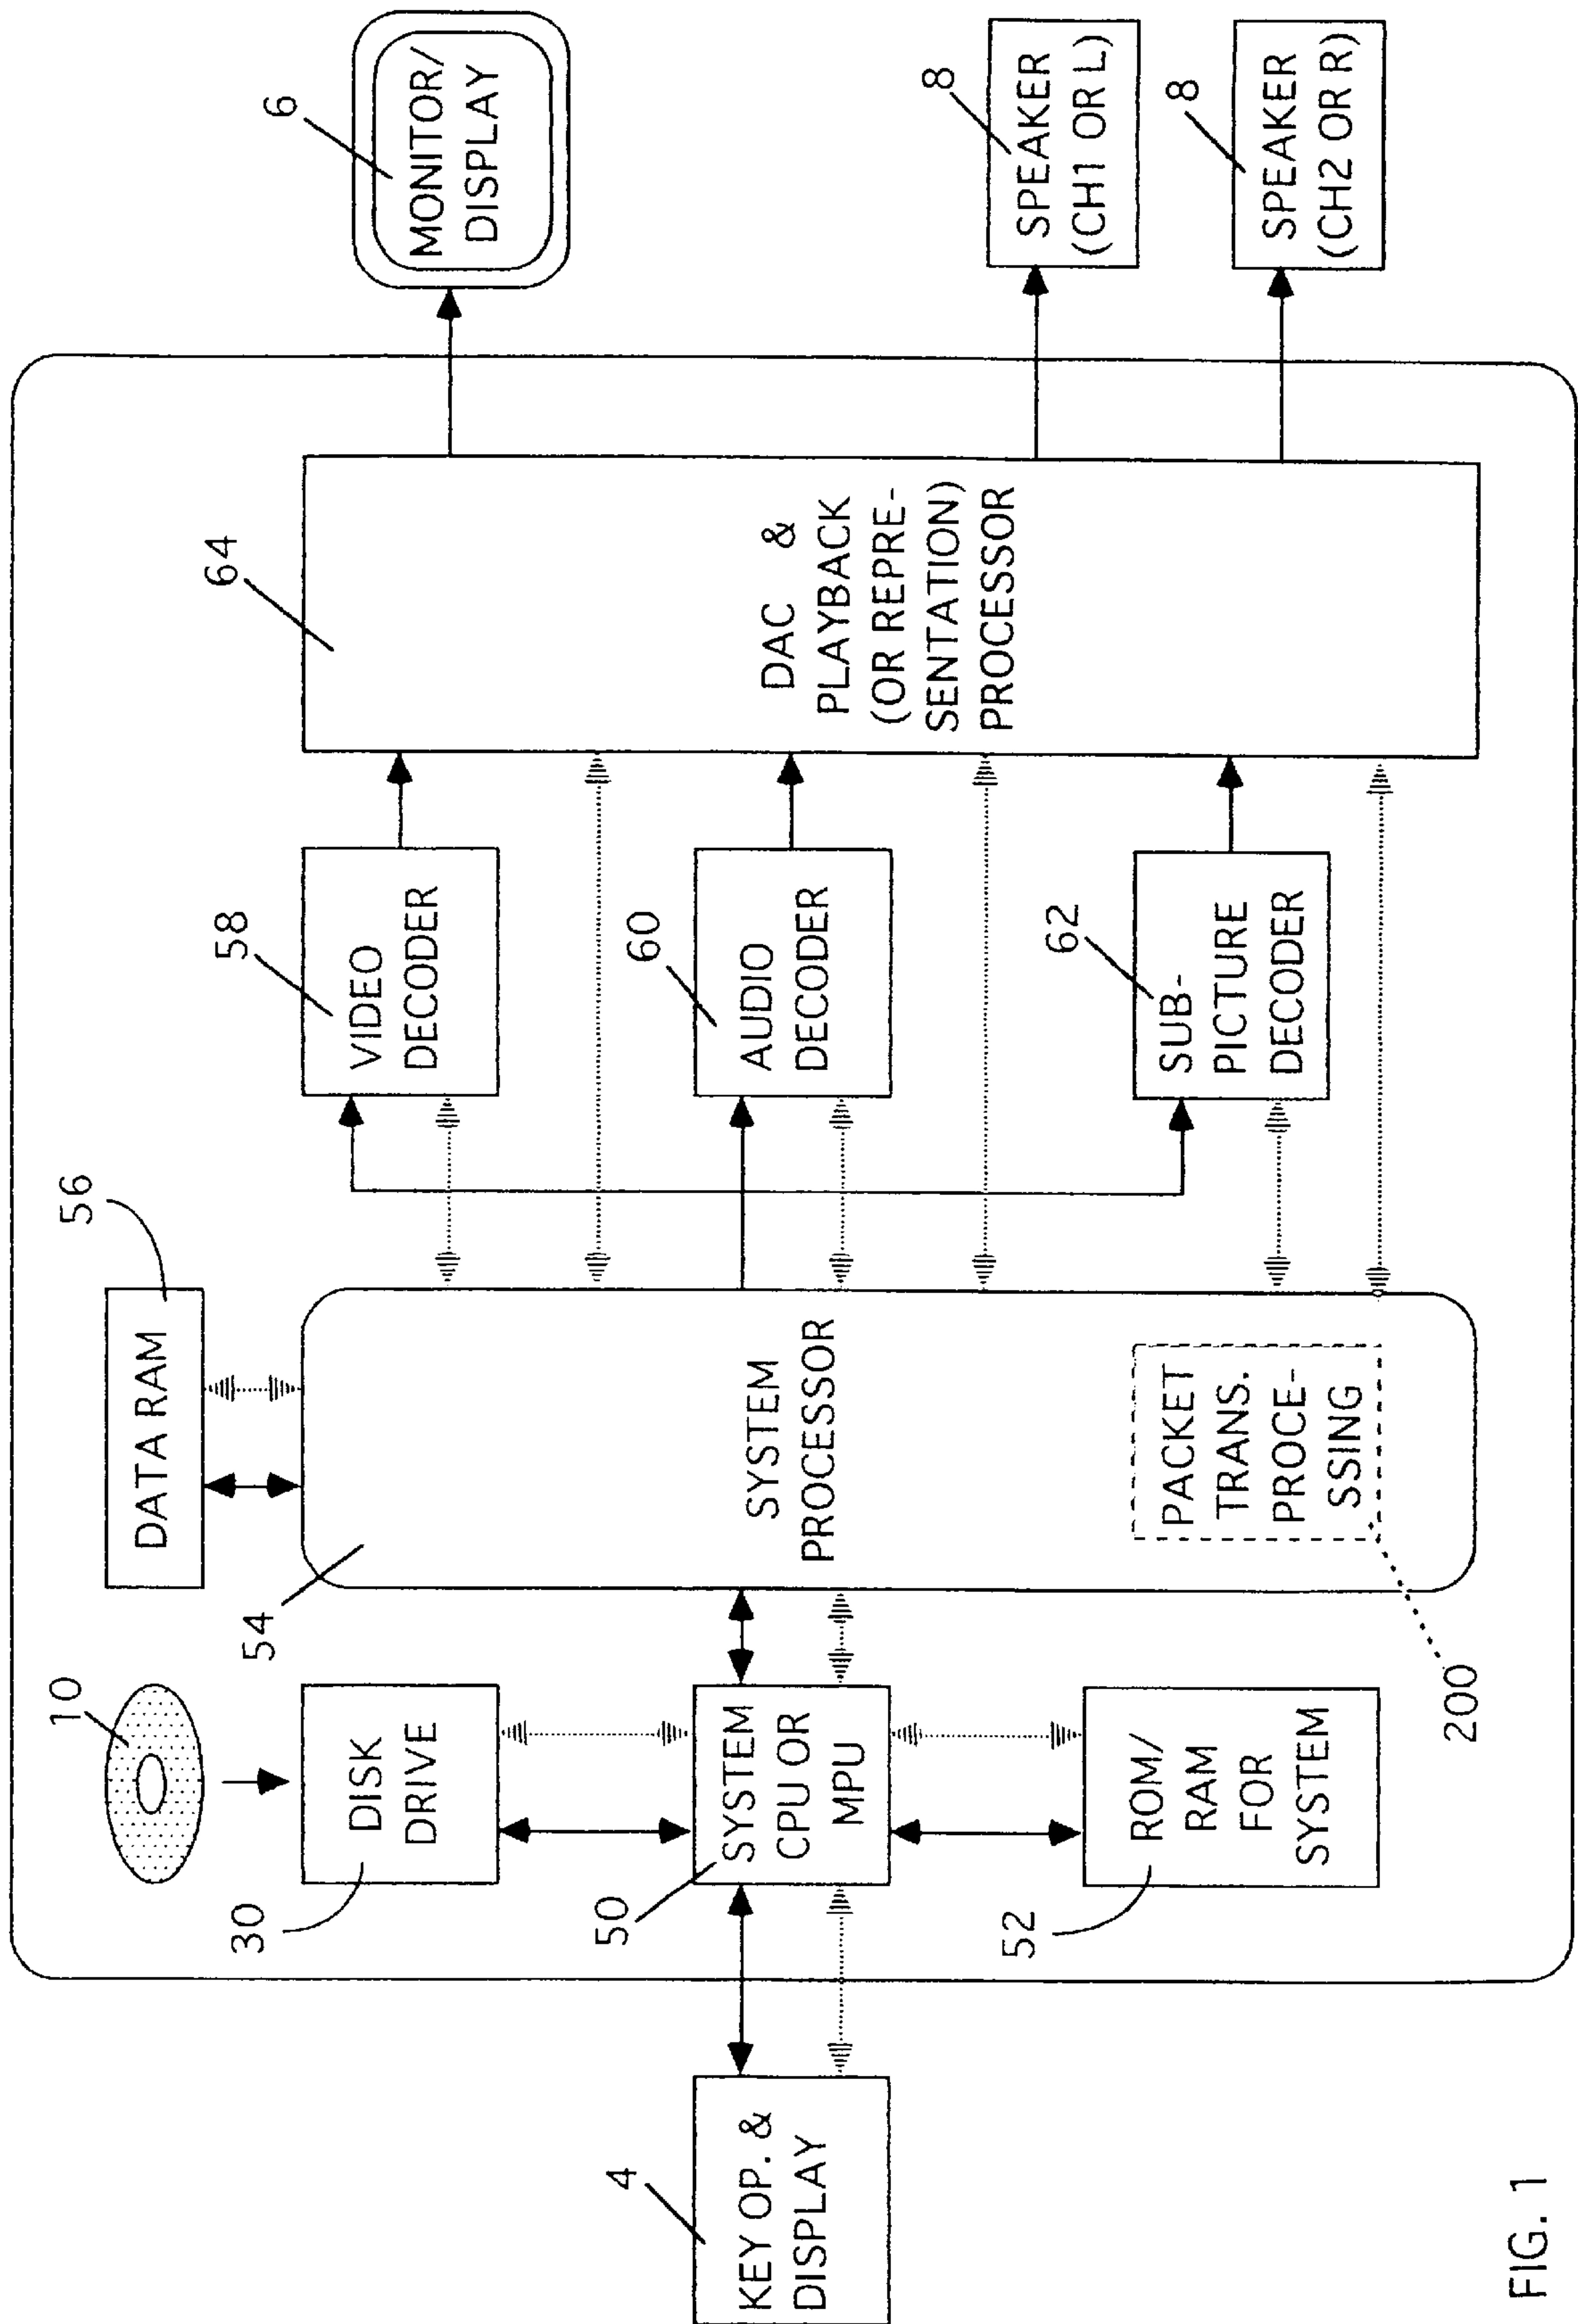 10
56
DATA RAM
30
DISK
DRIVE
54
58
VIDEO
DECODER
64
6
MONITOR/
DISPLAY
4
KEY OP. &
DISPLAY
50
SYSTEM
CPU OR
MPU
SYSTEM
PROCESSOR
60
AUDIO
DECODER
DAC &
PLAYBACK
(OR REPRE-
SENTATION)
PROCESSOR
8
SPEAKER
(CH1 OR L)
52
ROM/
RAM
FOR
SYSTEM
PACKET
TRANS.
PROCE-
SSING
200
62
SUB-
PICTURE
DECODER
8
SPEAKER
(CH2 OR R)
FIG. 1